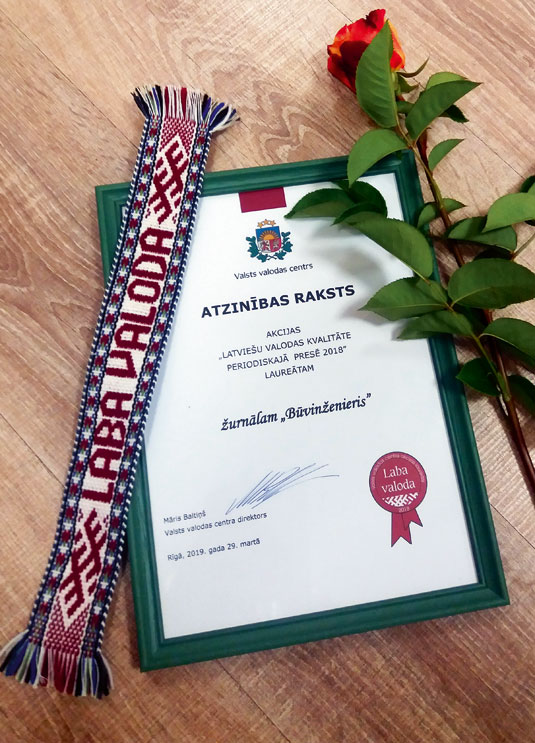 LABA VALODA
Valsts valodas centrs
ATZINĪBAS RAKSTS
AKCIJAS
„LATVIEŠU VALODAS KVALITĀTE
PERIODISKAJĀ PRESĒ 2018”
LAUREĀTAM
žurnālam „Būvinženieris”
Māris Baltiņš
Valsts valodas centra direktors
Rīgā, 2019. gada 29. martā
Laba
valoda
2018